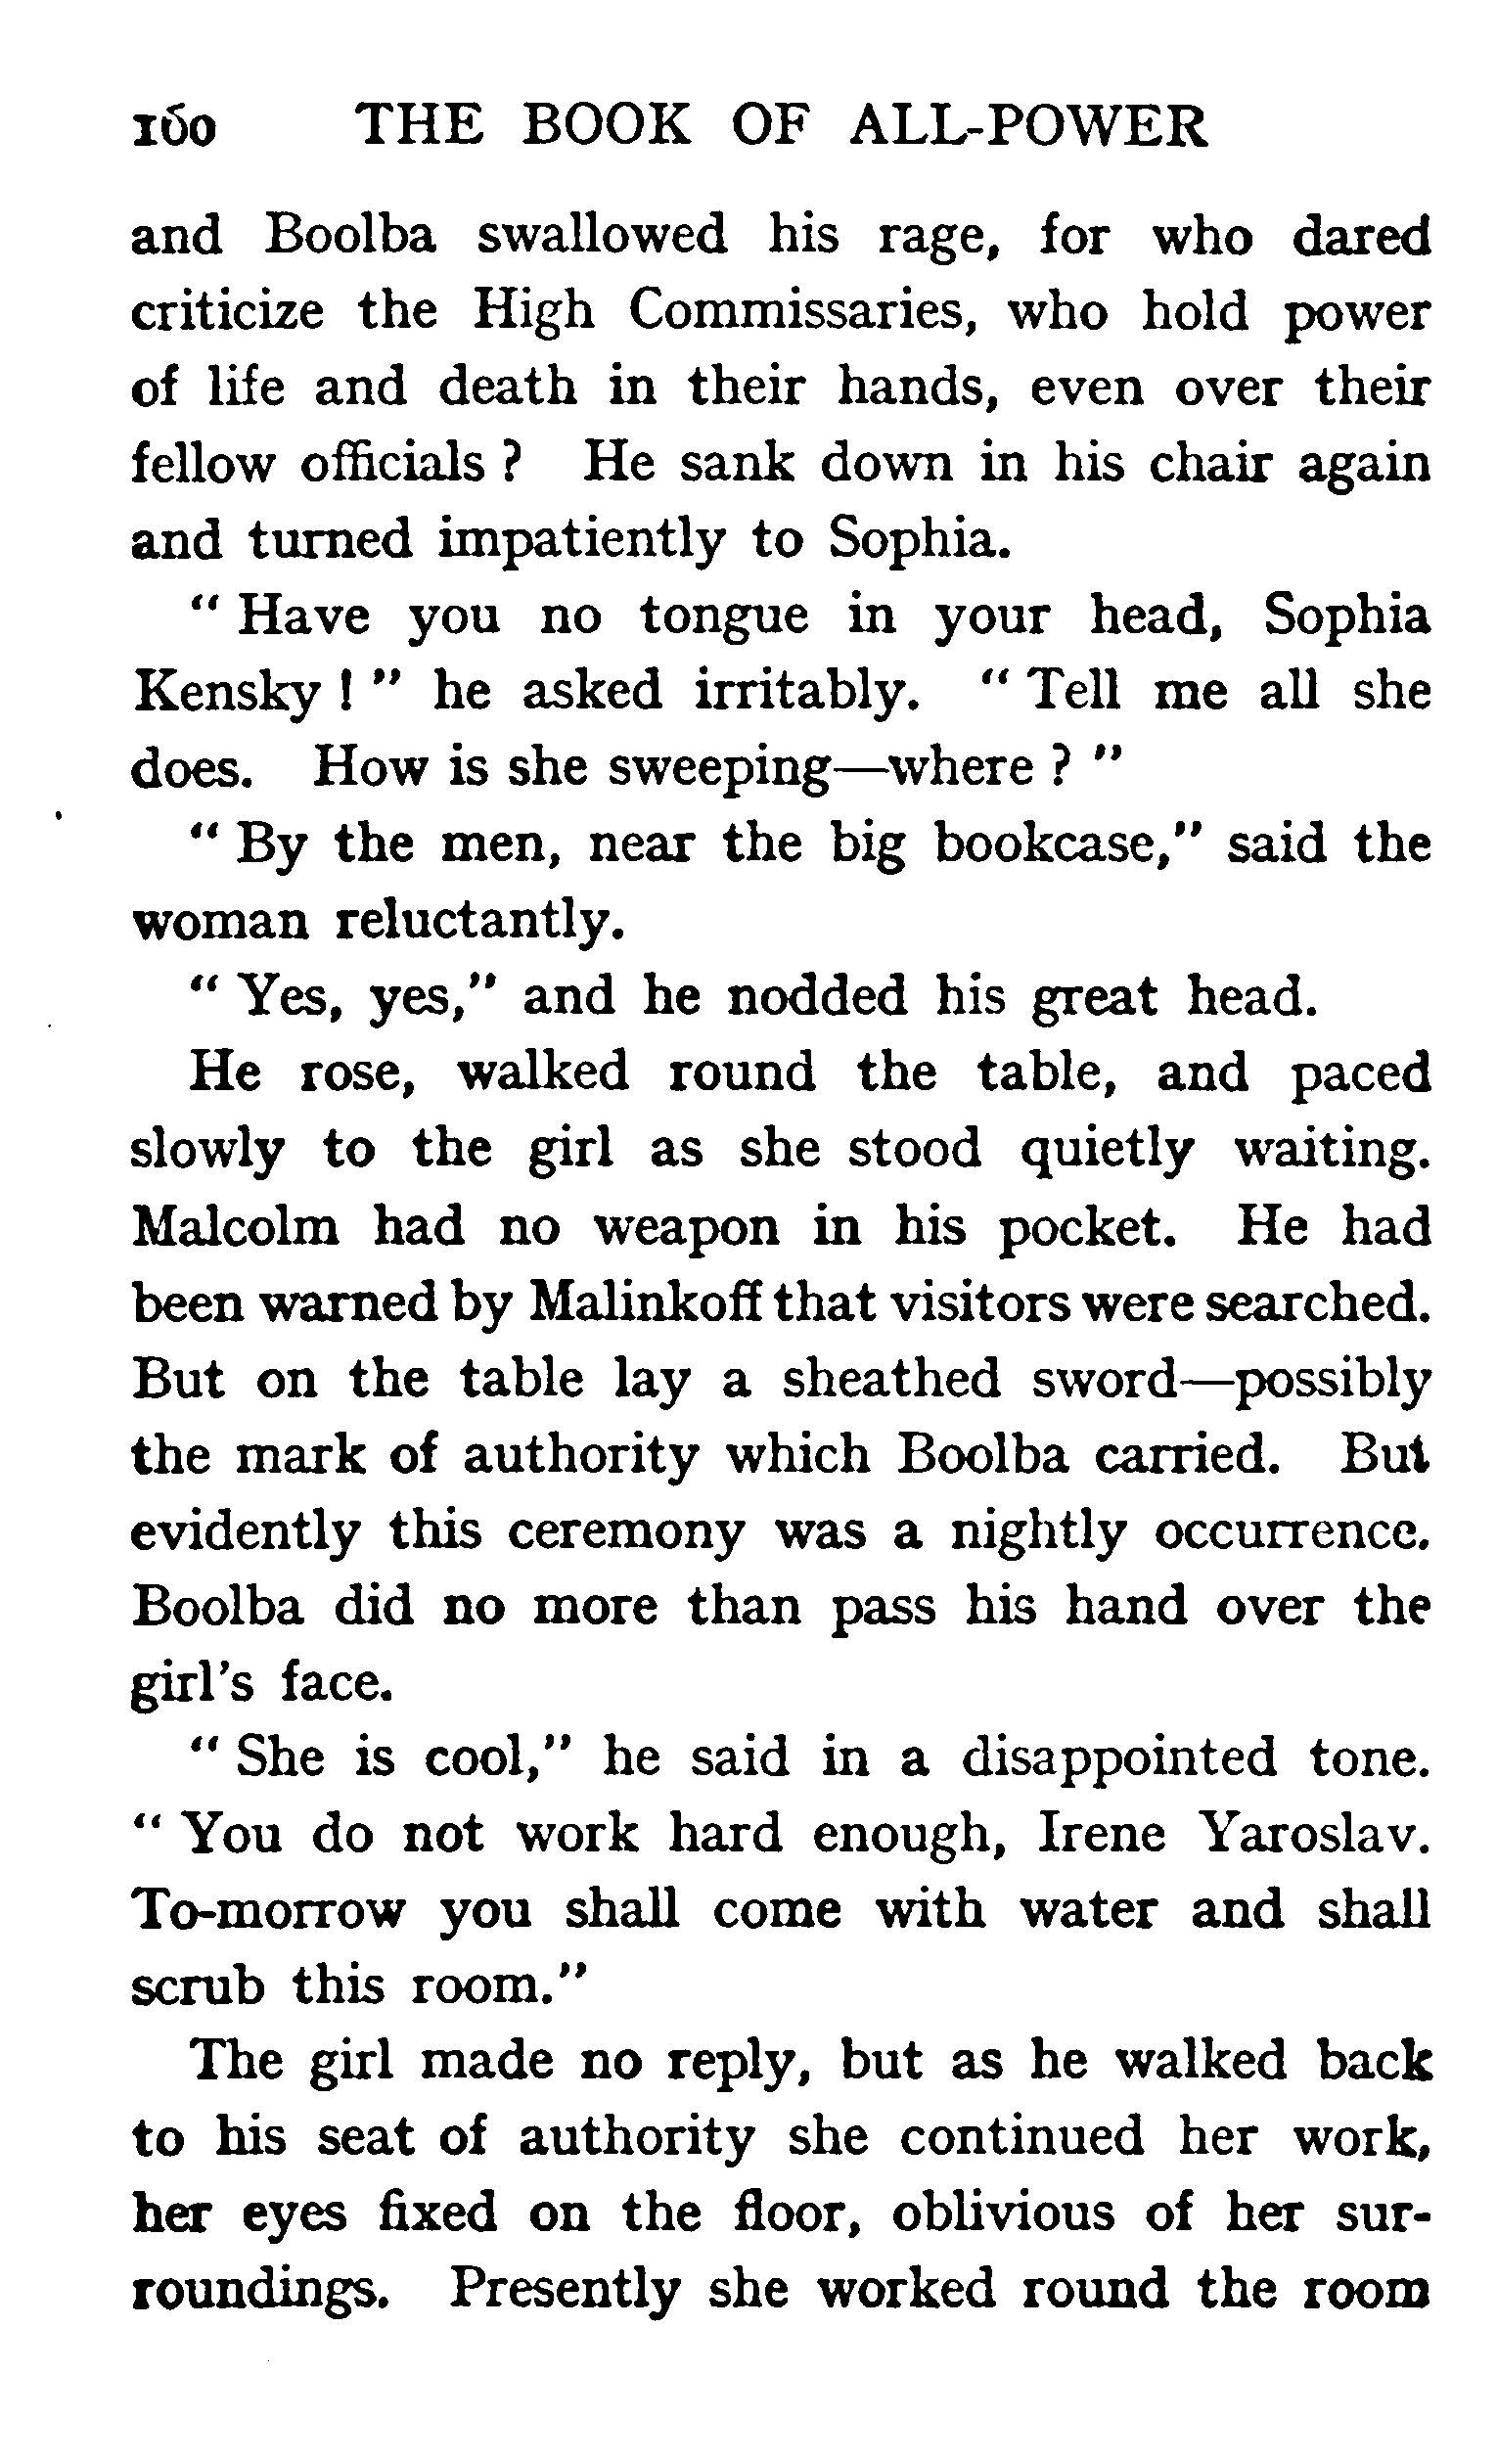 160 THE BOOK OF ALL-POWER
and Boolba swallowed his rage, for who dared
criticize the High Commissaries, who hold power
of life and death in their hands, even over their
fellow officials ? He sank down in his chair again
and turned impatiently to Sophia.
" Have you no tongue in your head, Sophia
Kensky ! " he asked irritably. " Tell me all she
does. How is she sweeping—where ? "
" By the men, near the big bookcase," said the
woman reluctantly.
" Yes, yes," and he nodded his great head.
He rose, walked round the table, and paced
slowly to the girl as she stood quietly waiting.
Malcolm had no weapon in his pocket. He had
been warned by Malinkoff that visitors were searched.
But on the table lay a sheathed sword—possibly
the mark of authority which Boolba carried. But
evidently this ceremony was a nightly occurrence.
Boolba did no more than pass his hand over the
girl's face.
" She is cool," he said in a disappointed tone.
" You do not work hard enough, Irene Yaroslav.
To-morrow you shall come with water and shall
scrub this room."
The girl made no reply, but as he walked back
to his seat of authority she continued her work,
her eyes fixed on the floor, oblivious of her sur-
roundings. Presently she worked round the room